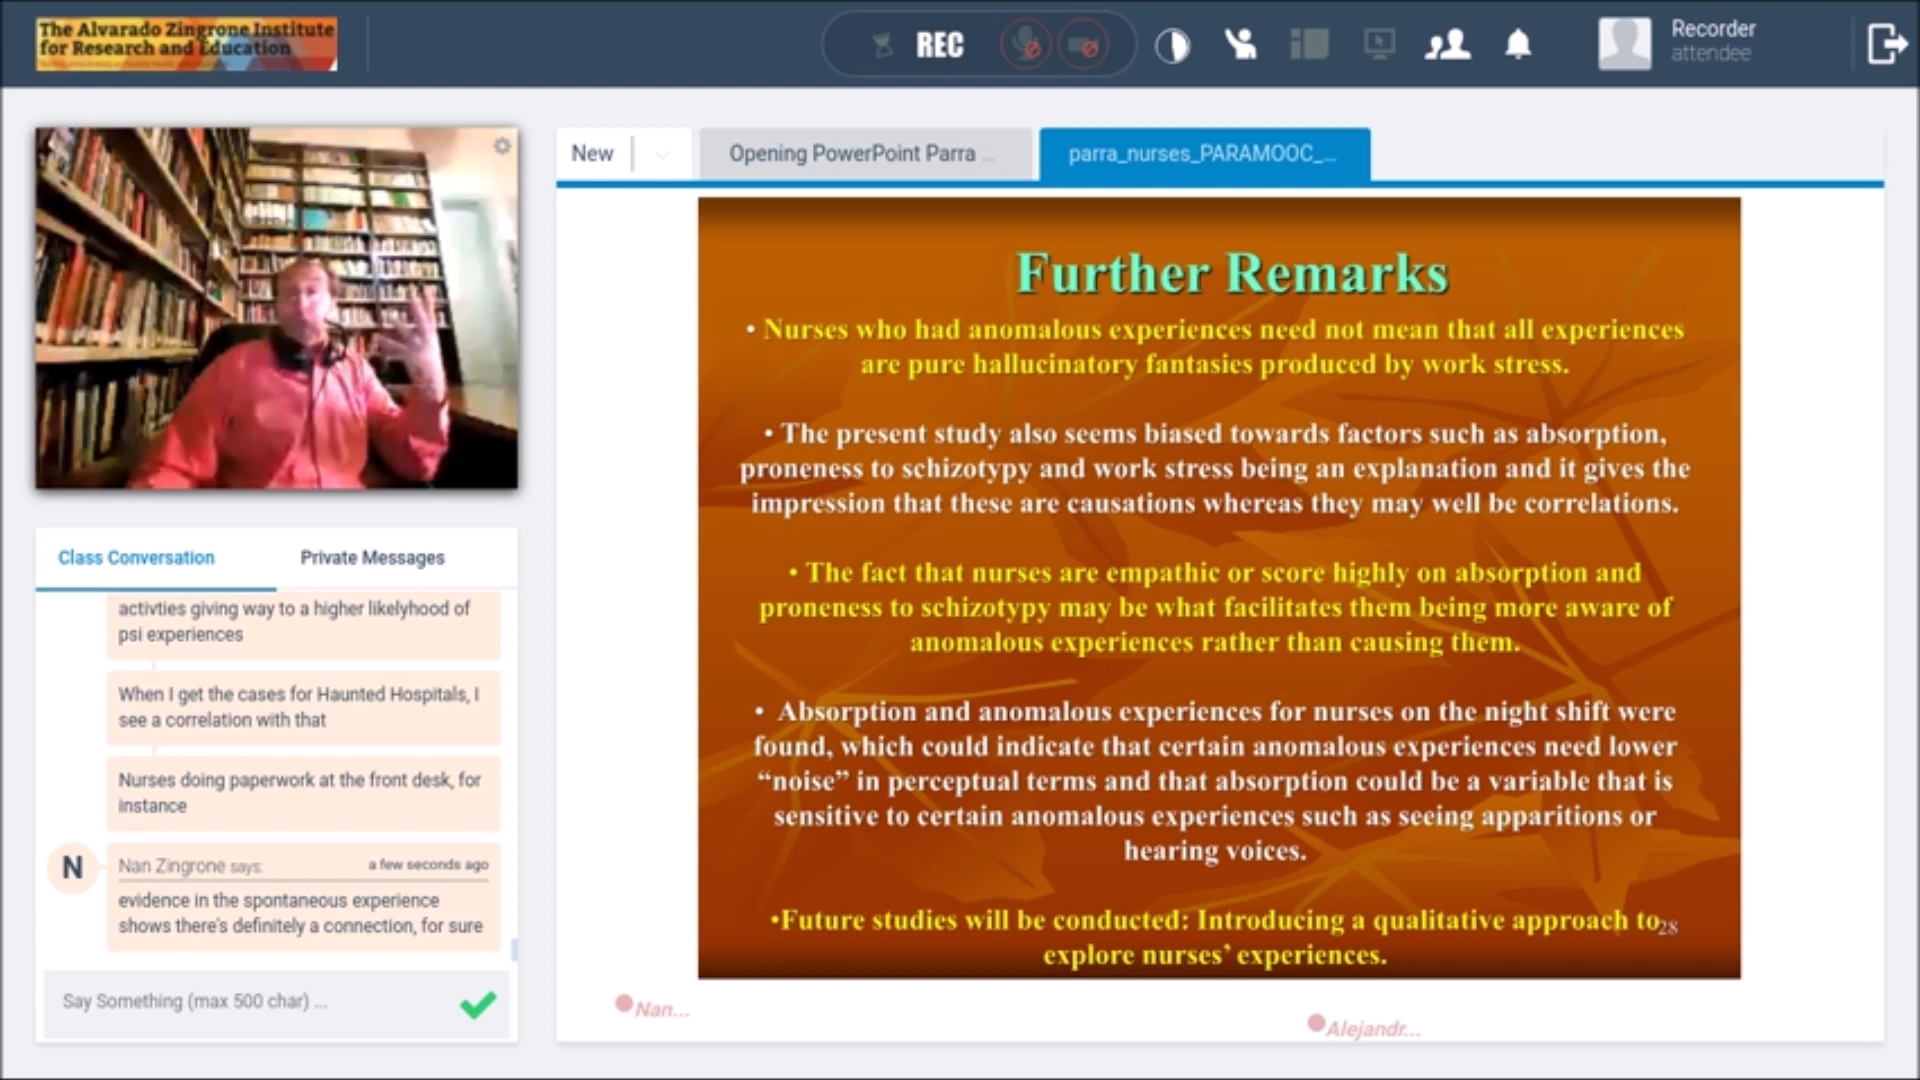 The Alvarado Zingrone Institute
for Research and Education
REC
Recorder
attendee
New
Opening PowerPoint Parra ...
parra_nurses_PARAMOOC_...
Class Conversation
Private Messages
activties giving way to a higher likelyhood of
psi experiences
When I get the cases for Haunted Hospitals, I
see a correlation with that
Nurses doing paperwork at the front desk, for
instance
N
Nan Zingrone says:
a few seconds ago
evidence in the spontaneous experience
shows there's definitely a connection, for sure
Say Something (max 500 char) ...
Further Remarks
• Nurses who had anomalous experiences need not mean that all experiences
are pure hallucinatory fantasies produced by work stress.
• The present study also seems biased towards factors such as absorption,
proneness to schizotypy and work stress being an explanation and it gives the
impression that these are causations whereas they may well be correlations.
• The fact that nurses are empathic or score highly on absorption and
proneness to schizotypy may be what facilitates them being more aware of
anomalous experiences rather than causing them.
• Absorption and anomalous experiences for nurses on the night shift were
found, which could indicate that certain anomalous experiences need lower
“noise” in perceptual terms and that absorption could be a variable that is
sensitive to certain anomalous experiences such as seeing apparitions or
hearing voices.
•Future studies will be conducted: Introducing a qualitative approach to
explore nurses’ experiences.
28
Nan...
Alejandr...